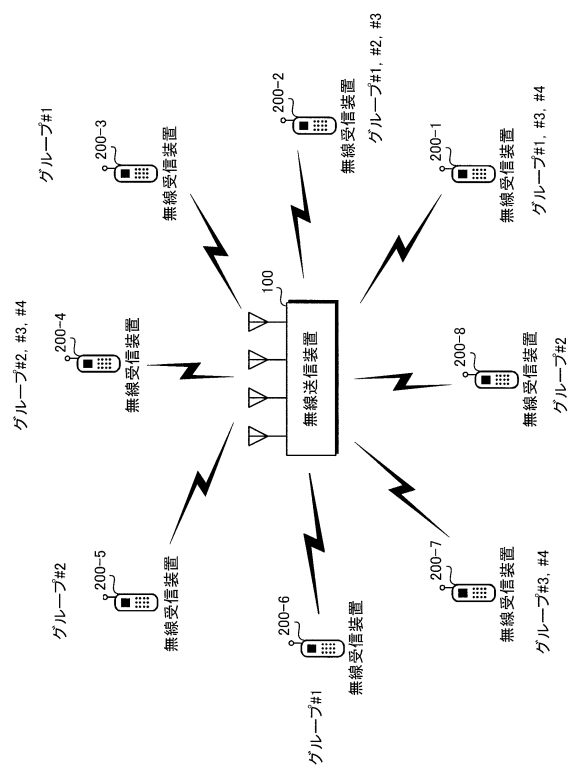 グループ#1
200-3
無線受信装置
200-2
無線受信装置
グループ#1, #2, #3
200-1
無線受信装置
グループ#1, #3, #4
グループ#2, #3, #4
200-4
無線受信装置
100
無線送信装置
200-8
無線受信装置
グループ#2
グループ#2
200-5
無線受信装置
200-6
無線受信装置
グループ#1
200-7
無線受信装置
グループ#3, #4